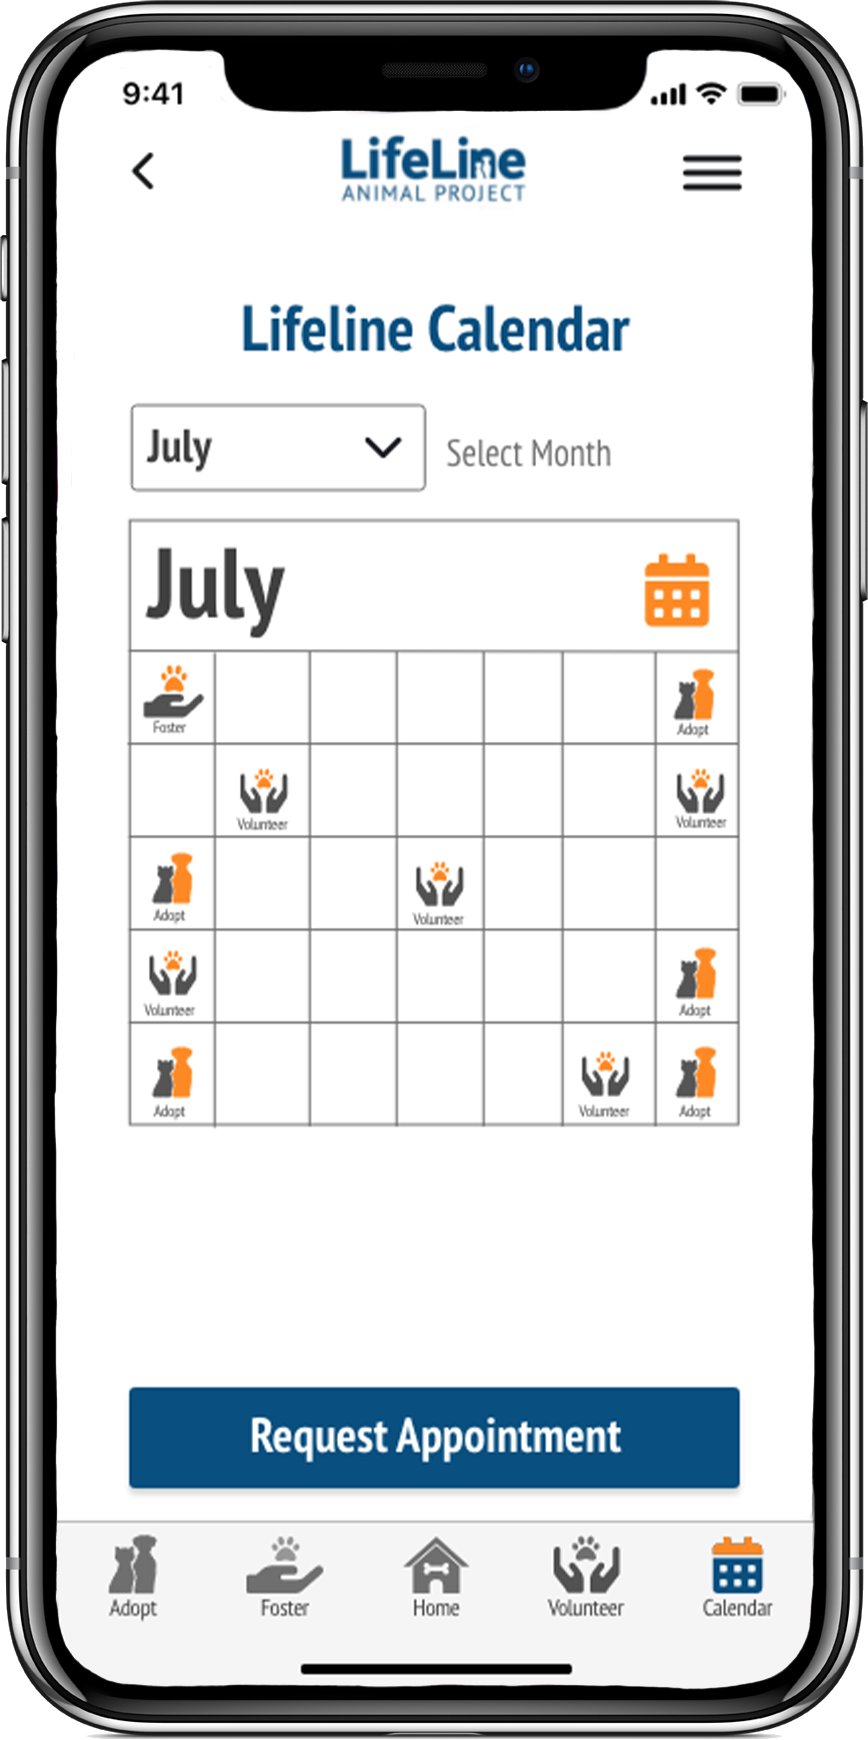 9:41
LifeLine
ANIMAL PROJECT
Lifeline Calendar
July
Select Month
July
Foster
Adopt
Volunteer
Volunteer
Adopt
Volunteer
Volunteer
Adopt
Adopt
Volunteer
Adopt
Request Appointment
Adopt
Foster
Home
Volunteer
Calendar